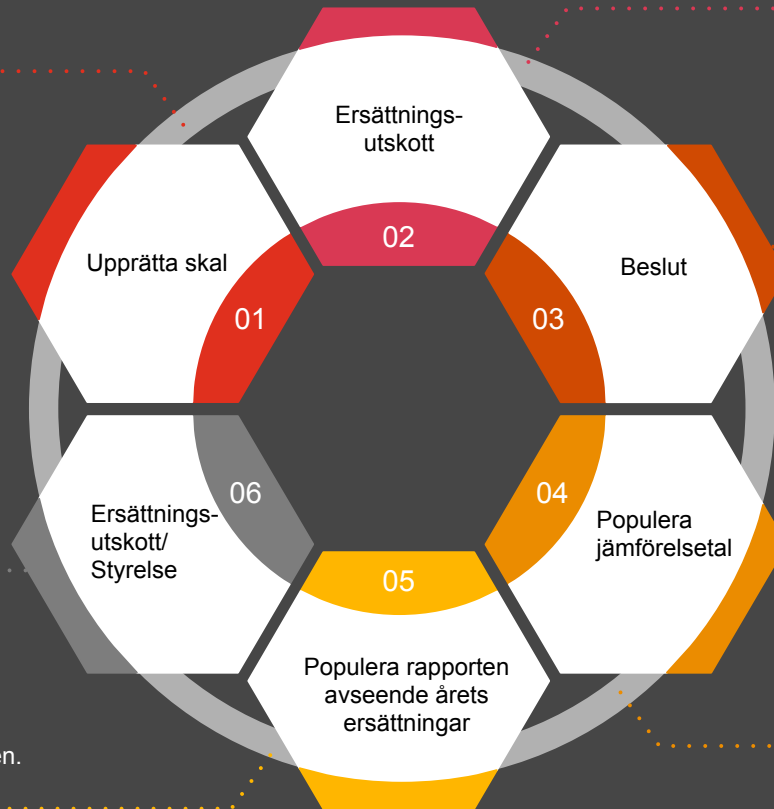 Ersättnings-
utskott
02
Upprätta skal
01
Beslut
03
Ersättnings-
utskott/
Styrelse
06
04
Populera
jämförelsetal
05
Populera rapporten
avseende årets
ersättningar
en.